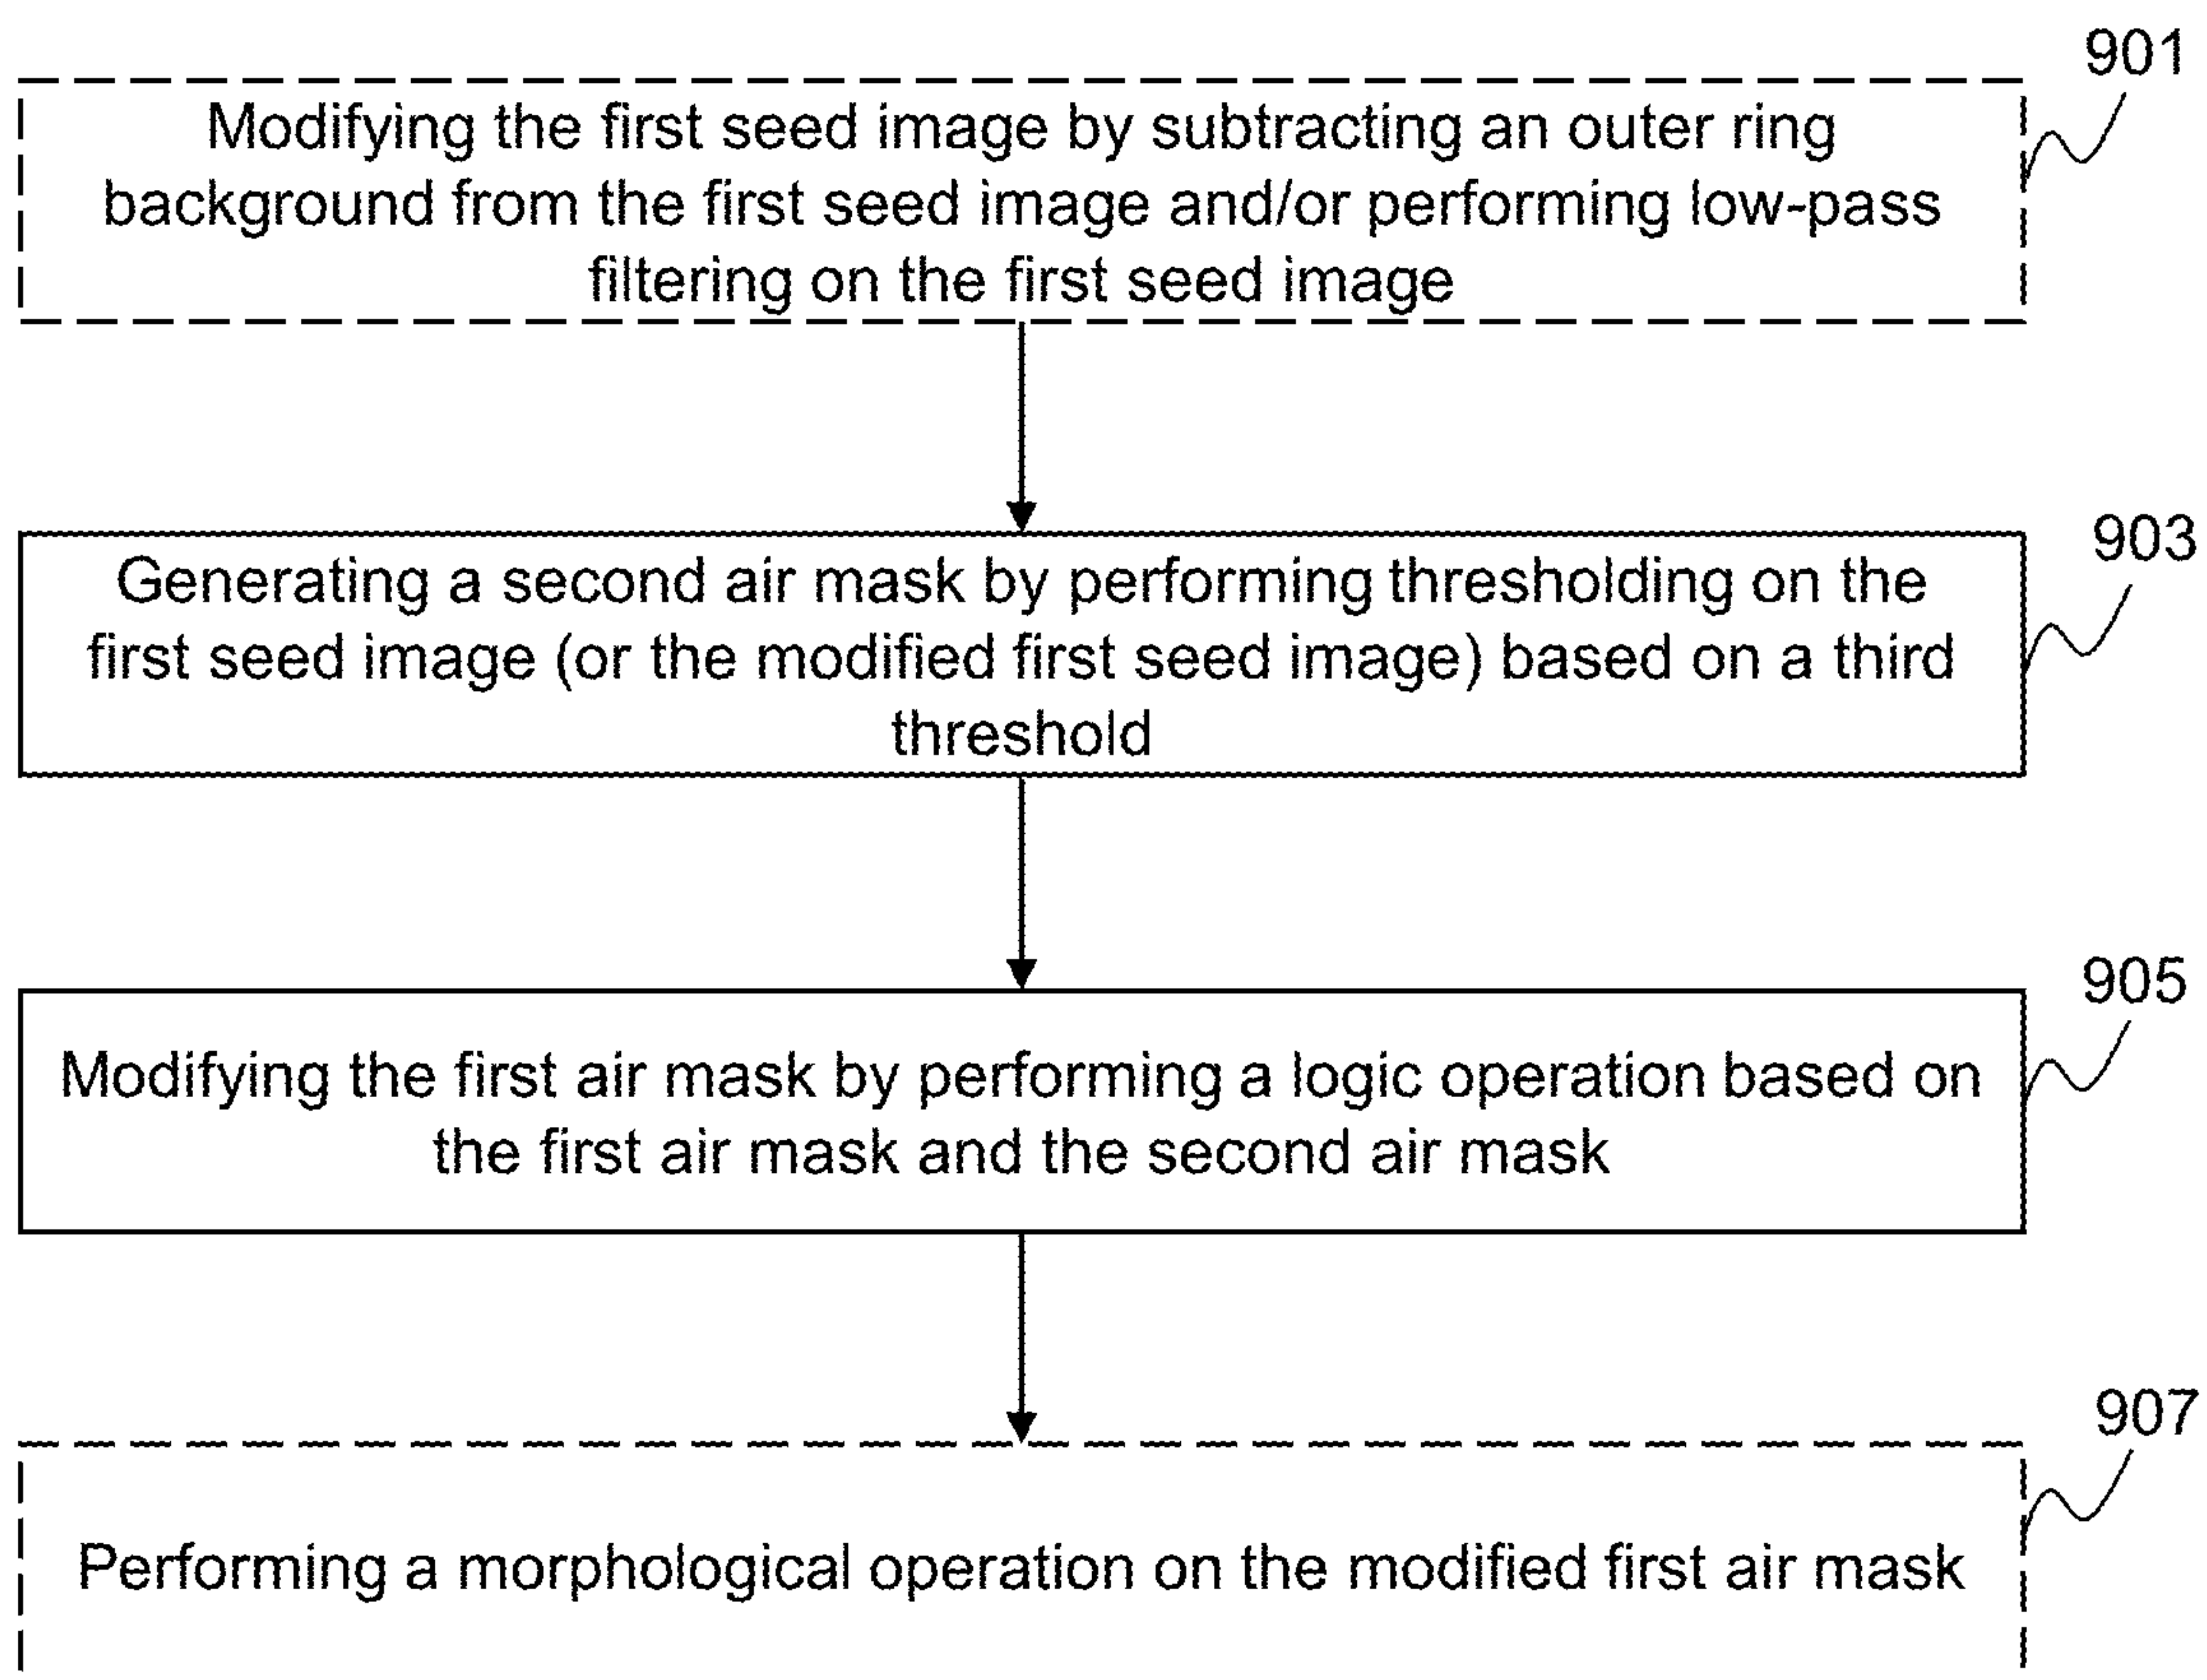 901
Modifying the first seed image by subtracting an outer ring
background from the first seed image and/or performing low-pass
filtering on the first seed image
903
Generating a second air mask by performing thresholding on the
first seed image (or the modified first seed image) based on a third
threshold
905
Modifying the first air mask by performing a logic operation based on
the first air mask and the second air mask
907
Performing a morphological operation on the modified first air mask